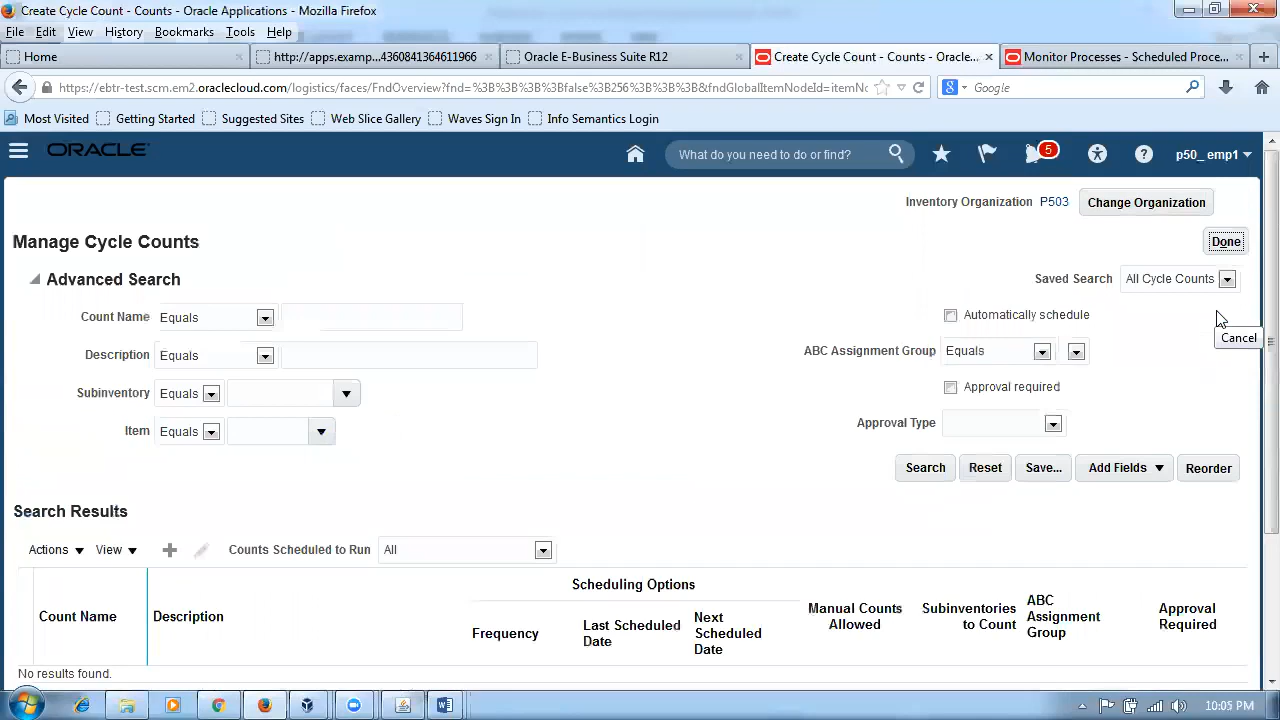 Create Cycle Count - Counts - Oracle Applications - Mozilla Firefox
File Edit View History Bookmarks Tools Help
Home
http://apps.examp...4360841364611966
Oracle E-Business Suite R12
Create Cycle Count - Counts - Oracle...
Monitor Processes - Scheduled Proce...
https://ebtr-test.scm.em2.oraclecloud.com/logistics/faces/FndOverview?fnd=%3B%3B%3B%3Bfalse%3B256%3B%3B%3B&fndGlobalItemNodeId=itemNo
Google
Most Visited Getting Started Suggested Sites Web Slice Gallery Waves Sign In Info Semantics Login
ORACLE
What do you need to do or find?
5
p50_emp1
Inventory Organization P503 Change Organization
Manage Cycle Counts
Done
Advanced Search
Saved Search All Cycle Counts
Count Name Equals
Automatically schedule
Cancel
Description Equals
ABC Assignment Group Equals
Subinventory Equals
Approval required
Item Equals
Approval Type
Search Reset Save... Add Fields Reorder
Search Results
Actions View Counts Scheduled to Run All
Scheduling Options
Count Name
Description
Frequency
Last Scheduled Date
Next Scheduled Date
Manual Counts Allowed
Subinventories to Count
ABC Assignment Group
Approval Required
No results found.
10:05 PM